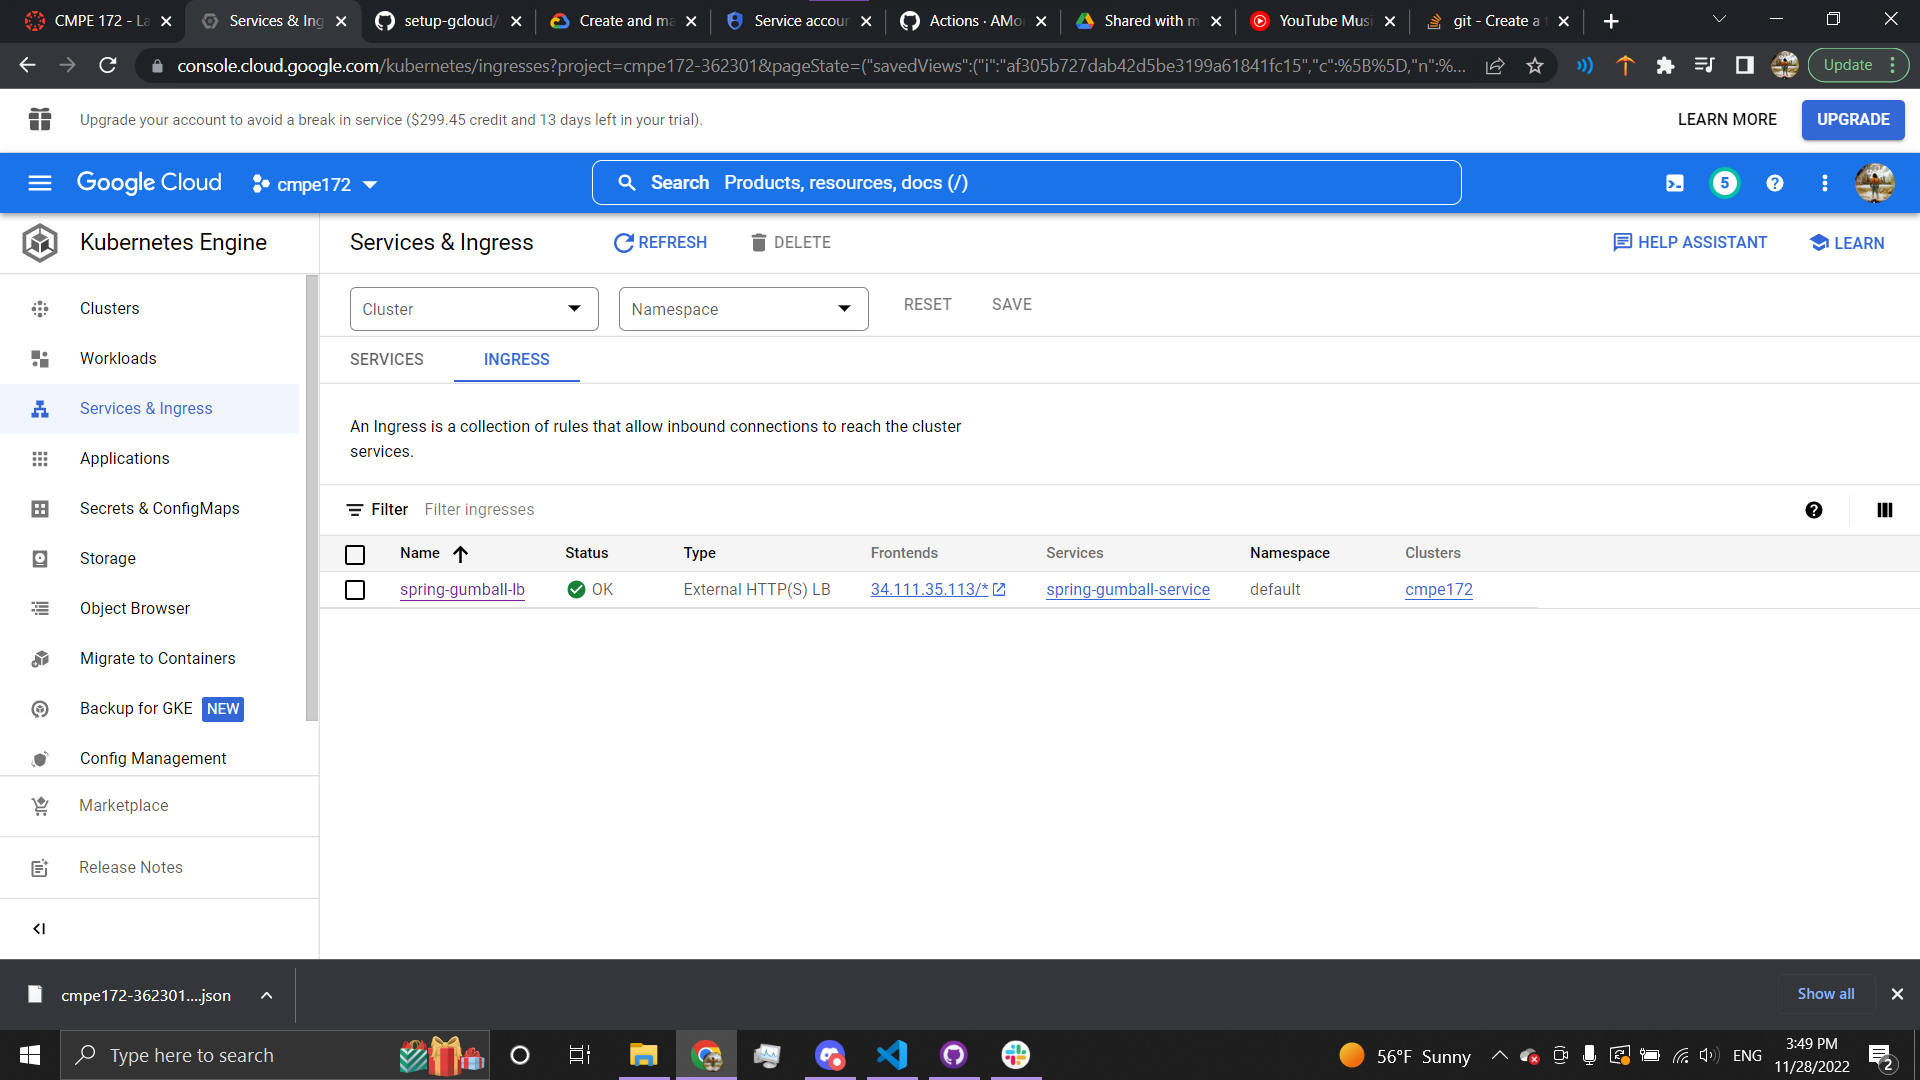 CMPE 172 - La
Services & Ing
setup-gcloud/
Create and ma
Service accour
Actions · AMor
Shared with m
YouTube Musi
git - Create a t
console.cloud.google.com/kubernetes/ingresses?project=cmpe172-362301&pageState=("savedViews":("i":"af305b727dab42d5be3199a61841fc15","c":%5B%5D,"n":%...
Update
Upgrade your account to avoid a break in service ($299.45 credit and 13 days left in your trial).
LEARN MORE
UPGRADE
Google Cloud
cmpe172
Search Products, resources, docs (/)
5
Kubernetes Engine
Services & Ingress
REFRESH
DELETE
HELP ASSISTANT
LEARN
Clusters
Workloads
Services & Ingress
Applications
Secrets & ConfigMaps
Storage
Object Browser
Migrate to Containers
Backup for GKE NEW
Config Management
Marketplace
Release Notes
Cluster
Namespace
RESET
SAVE
SERVICES
INGRESS
An Ingress is a collection of rules that allow inbound connections to reach the cluster
services.
Filter Filter ingresses
Name Status Type Frontends Services Namespace Clusters
spring-gumball-lb OK External HTTP(S) LB 34.111.35.113/* spring-gumball-service default cmpe172
cmpe172-362301....json
Show all
Type here to search
56°F Sunny
ENG
3:49 PM
11/28/2022
2